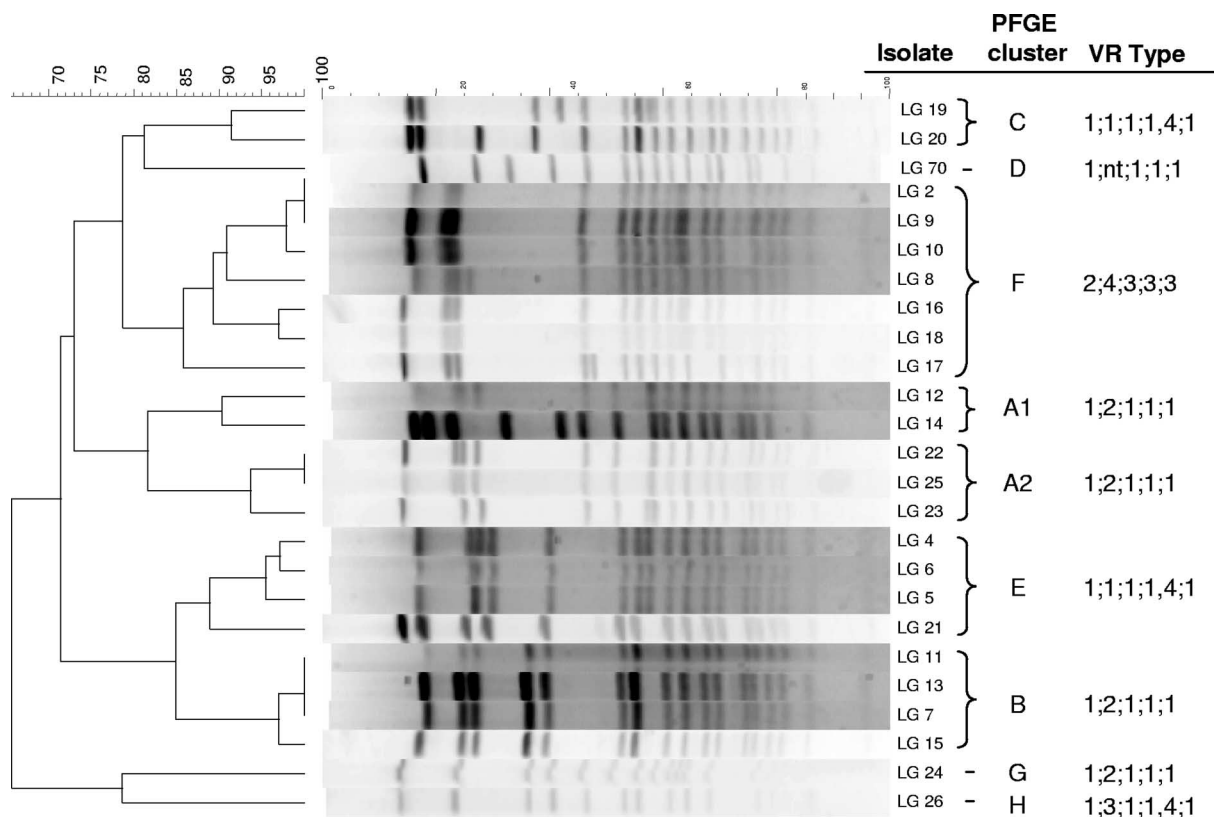 PFGE
Isolate cluster VR Type
70 75 80 85 90 95 100
0 20 40 60 80 100
LG 19
C 1;1;1;1,4;1
LG 20
LG 70 - D 1;nt;1;1;1
LG 2
LG 9
LG 10
LG 8 F 2;4;3;3;3
LG 16
LG 18
LG 17
LG 12
A1 1;2;1;1;1
LG 14
LG 22
LG 25 A2 1;2;1;1;1
LG 23
LG 4
LG 6
E 1;1;1;1,4;1
LG 5
LG 21
LG 11
LG 13
B 1;2;1;1;1
LG 7
LG 15
LG 24 - G 1;2;1;1;1
LG 26 - H 1;3;1;1,4;1